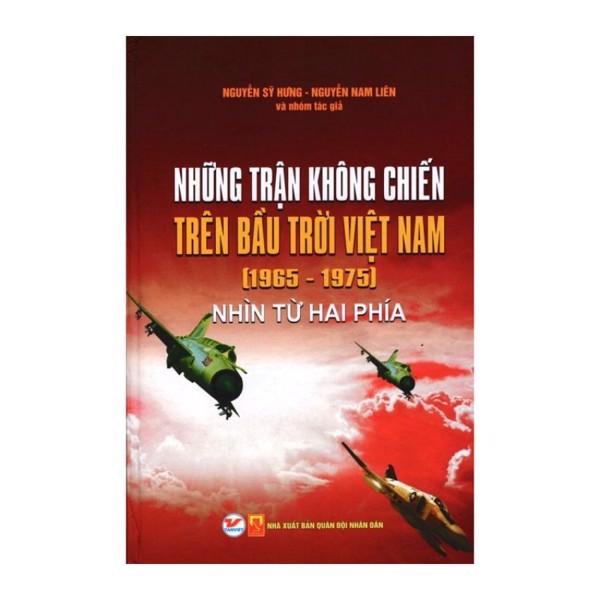 NGUYỄN SỸ HƯNG - NGUYỄN NAM LIÊN
và nhóm tác giả
NHỮNG TRẬN KHÔNG CHIẾN
TRÊN BẦU TRỜI VIỆT NAM
(1965 - 1975)
NHÌN TỪ HAI PHÍA
TANVIET
NHÀ XUẤT BẢN QUÂN ĐỘI NHÂN DÂN